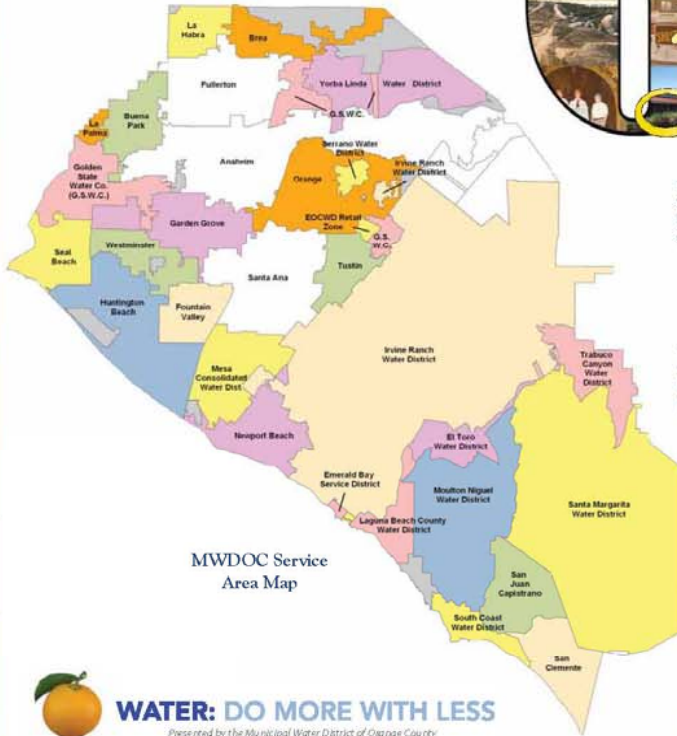 La
Habra
Brea
Fullerton
Yorba Linda Water District
G.S.W.C.
La
Palma
Buena
Park
Anaheim
Serrano Water
District
Irvine Ranch
Water District
Orange
Golden
State
Water Co.
(G.S.W.C.)
Garden Grove
EOCWD Retail
Zone
G.S.
W.C.
Seal
Beach
Westminster
Santa Ana
Tustin
Huntington
Beach
Fountain
Valley
Irvine Ranch
Water District
Trabuco
Canyon
Water
District
Mesa
Consolidated
Water Dist.
Newport Beach
El Toro
Water District
Emerald Bay
Service District
Moulton Niguel
Water District
Santa Margarita
Water District
Laguna Beach County
Water District
MWDOC Service
Area Map
San
Juan
Capistrano
South Coast
Water District
San
Clemente
WATER: DO MORE WITH LESS
Presented by the Municipal Water District of Orange County